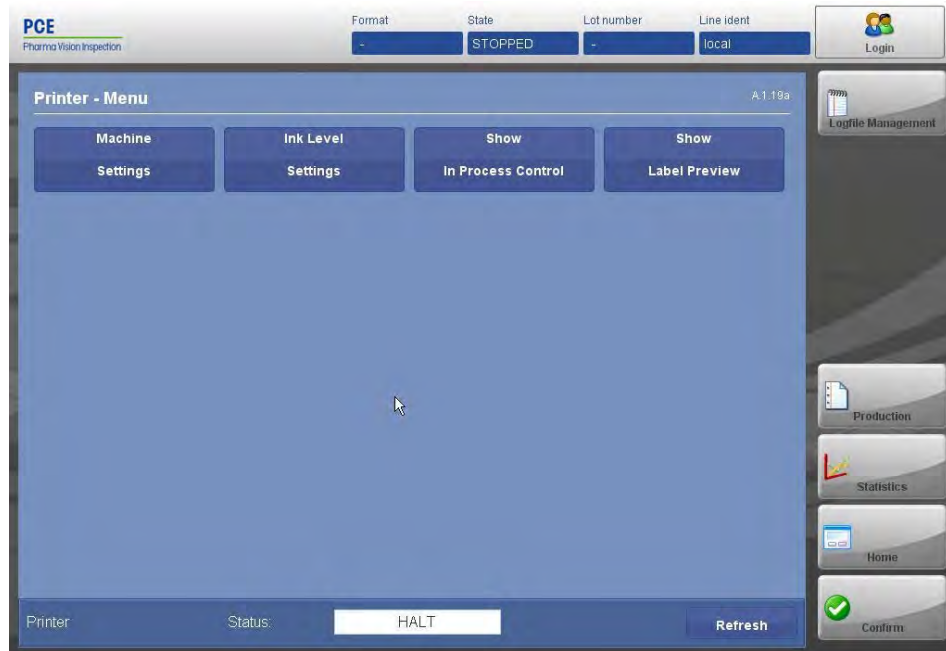 PCE
Pharma Vision Inspection
Format
State
Lot number
Line ident
-
STOPPED
-
local
Login
Printer - Menu
A.1.19a
Machine
Settings
Ink Level
Settings
Show
In Process Control
Show
Label Preview
Logfile Management
Production
Statistics
Home
Confirm
Printer
Status:
HALT
Refresh